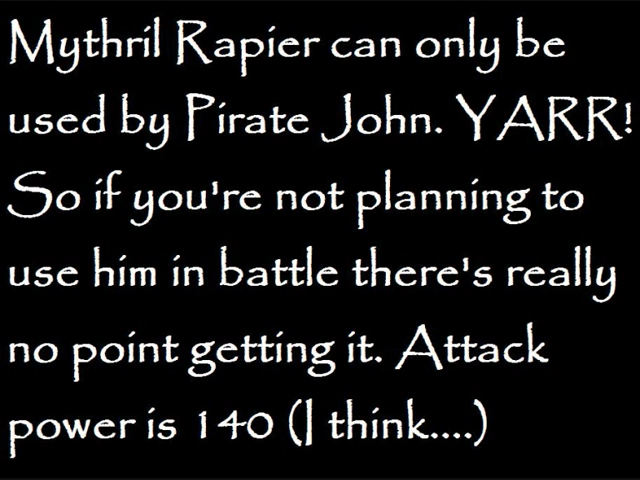 Mythril Rapier can only be
used by Pirate John. YARR!
So if you're not planning to
use him in battle there's really
no point getting it. Attack
power is 140 (I think....)